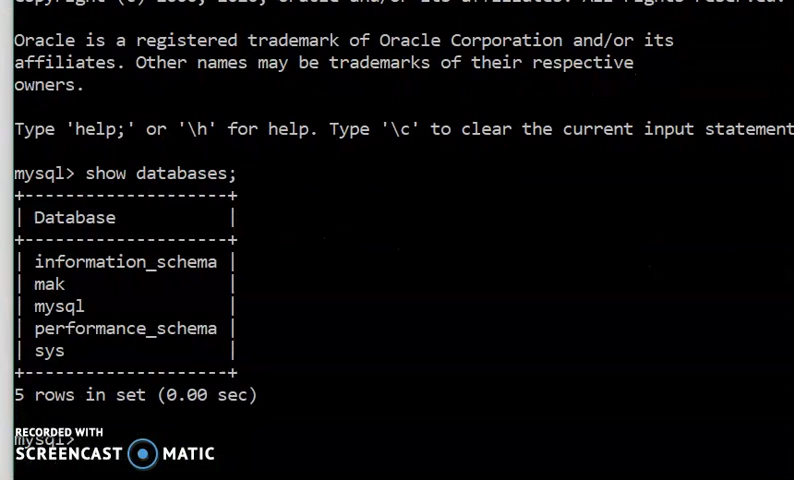 Oracle is a registered trademark of Oracle Corporation and/or its
affiliates. Other names may be trademarks of their respective
owners.
Type 'help;' or '\h' for help. Type '\c' to clear the current input statement
mysql> show databases;
+--------------------+
| Database           |
+--------------------+
| information_schema |
| mak                |
| mysql              |
| performance_schema |
| sys                |
+--------------------+
5 rows in set (0.00 sec)
mysql>
RECORDED WITH
SCREENCAST MATIC